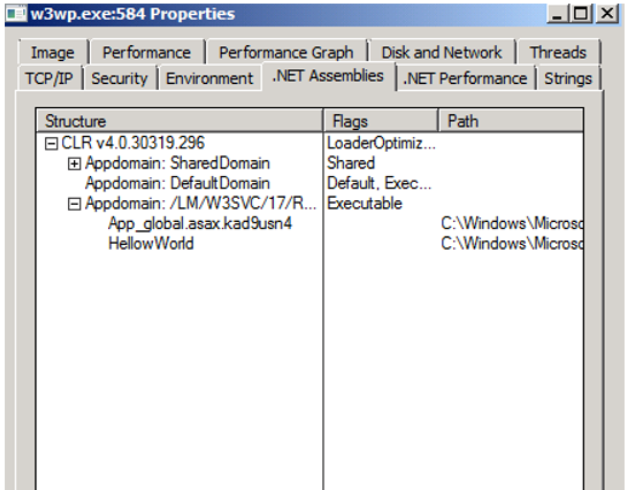 w3wp.exe:584 Properties
Image Performance Performance Graph Disk and Network Threads
TCP/IP Security Environment .NET Assemblies .NET Performance Strings
Structure Flags Path
CLR v4.0.30319.296 LoaderOptimiz...
Appdomain: SharedDomain Shared
Appdomain: DefaultDomain Default, Exec...
Appdomain: /LM/W3SVC/17/R... Executable
App_global.asax.kad9usn4 C:\Windows\Microsc
HellowWorld C:\Windows\Microsc